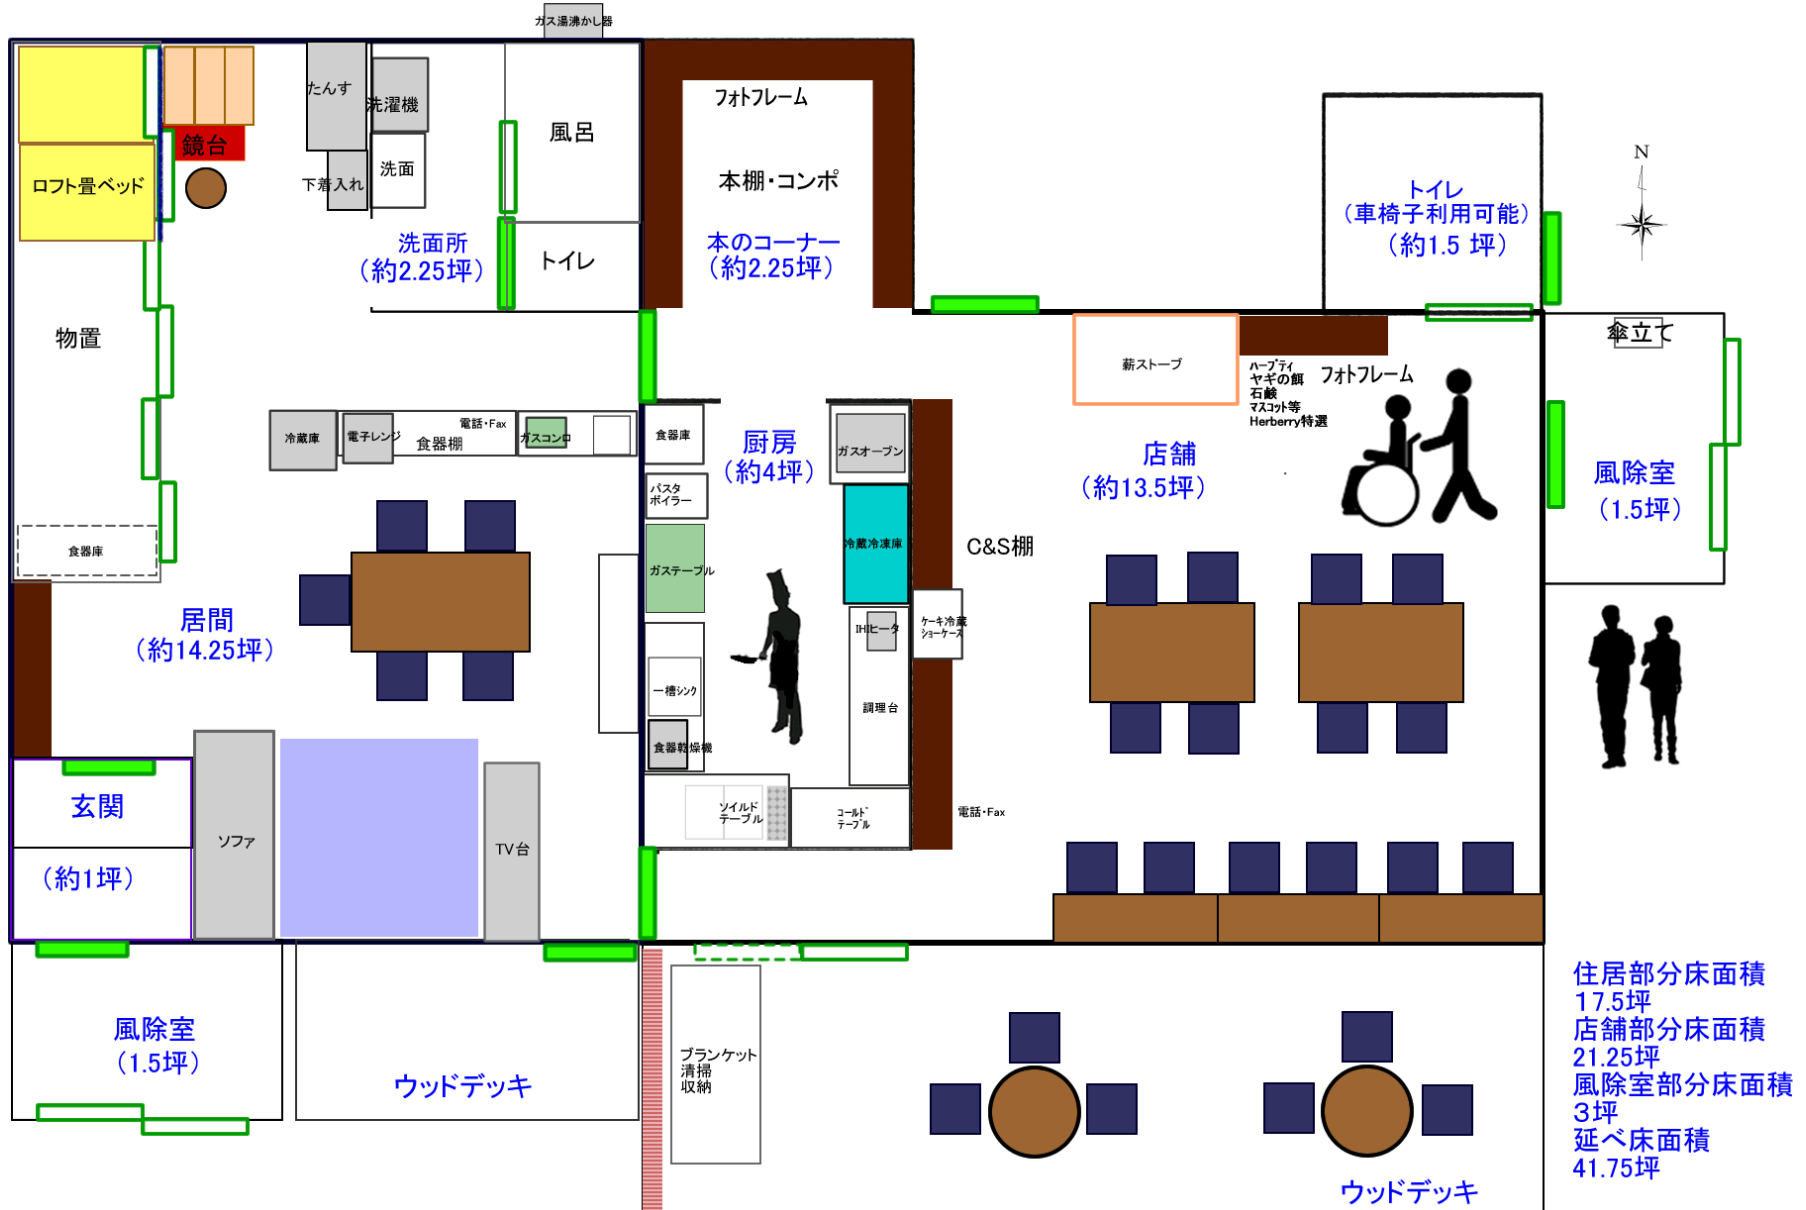 ガス湯沸かし器
たんす
洗濯機
鏡台
ロフト畳ベッド
下着入れ
洗面
風呂
洗面所
(約2.25坪)
トイレ
物置
フォトフレーム
本棚・コンポ
本のコーナー
(約2.25坪)
トイレ
(車椅子利用可能)
(約1.5 坪)
N
傘立て
薪ストーブ
ハーブティ
ヤギの餌
石鹸
マスコット等
Herberry特選
フォトフレーム
冷蔵庫
電子レンジ
食器棚
電話・Fax
ガスコンロ
食器庫
厨房
(約4坪)
ガスオーブン
店舗
(約13.5坪)
風除室
(1.5坪)
パスタ
ボイラー
食器庫
ガステーブル
冷蔵冷凍庫
C&S棚
居間
(約14.25坪)
IHIヒータ
ケーキ冷蔵
ショーケース
一槽シンク
調理台
食器乾燥機
玄関
(約1坪)
ソファ
TV台
ソイルド
テーブル
コールド
テーブル
電話・Fax
風除室
(1.5坪)
ウッドデッキ
ブランケット
清掃
収納
ウッドデッキ
住居部分床面積
17.5坪
店舗部分床面積
21.25坪
風除室部分床面積
3坪
延べ床面積
41.75坪